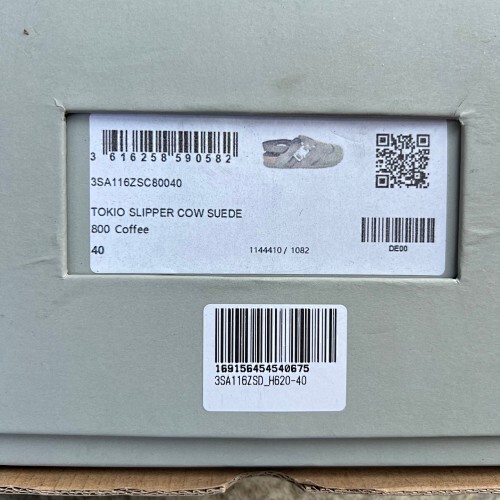 3 616258 590582
3SA116ZSC80040
TOKIO SLIPPER COW SUEDE
800 Coffee
40
1144410 / 1082
DE00
169156454540675
3SA116ZSD_H620-40